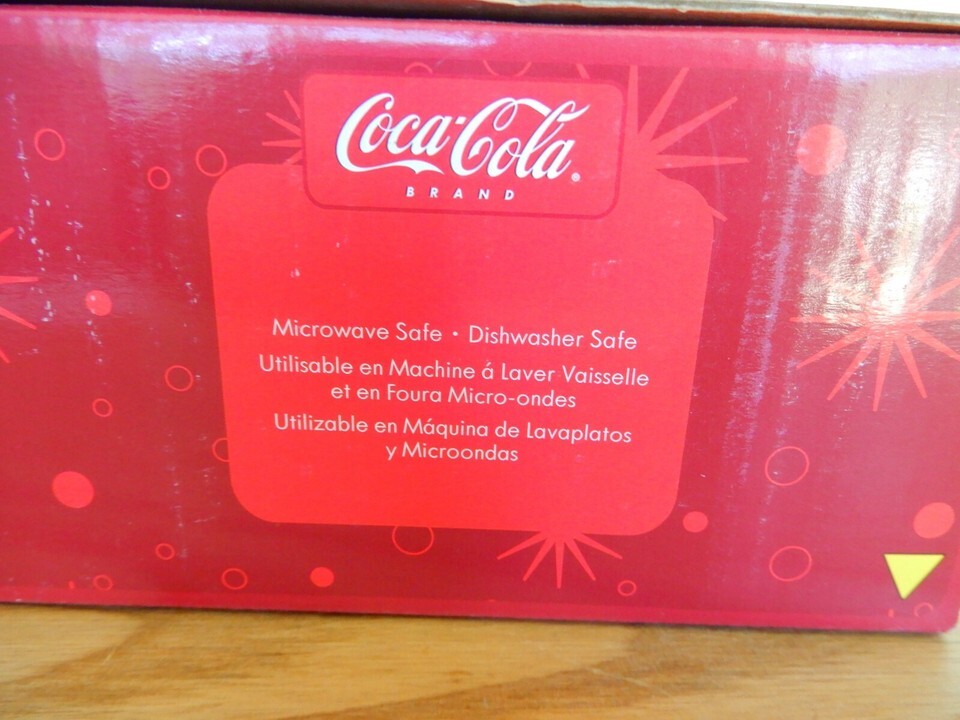 Coca-Cola®
BRAND
Microwave Safe • Dishwasher Safe
Utilisable en Machine á Laver Vaisselle
et en Foura Micro-ondes
Utilizable en Máquina de Lavaplatos
y Microondas